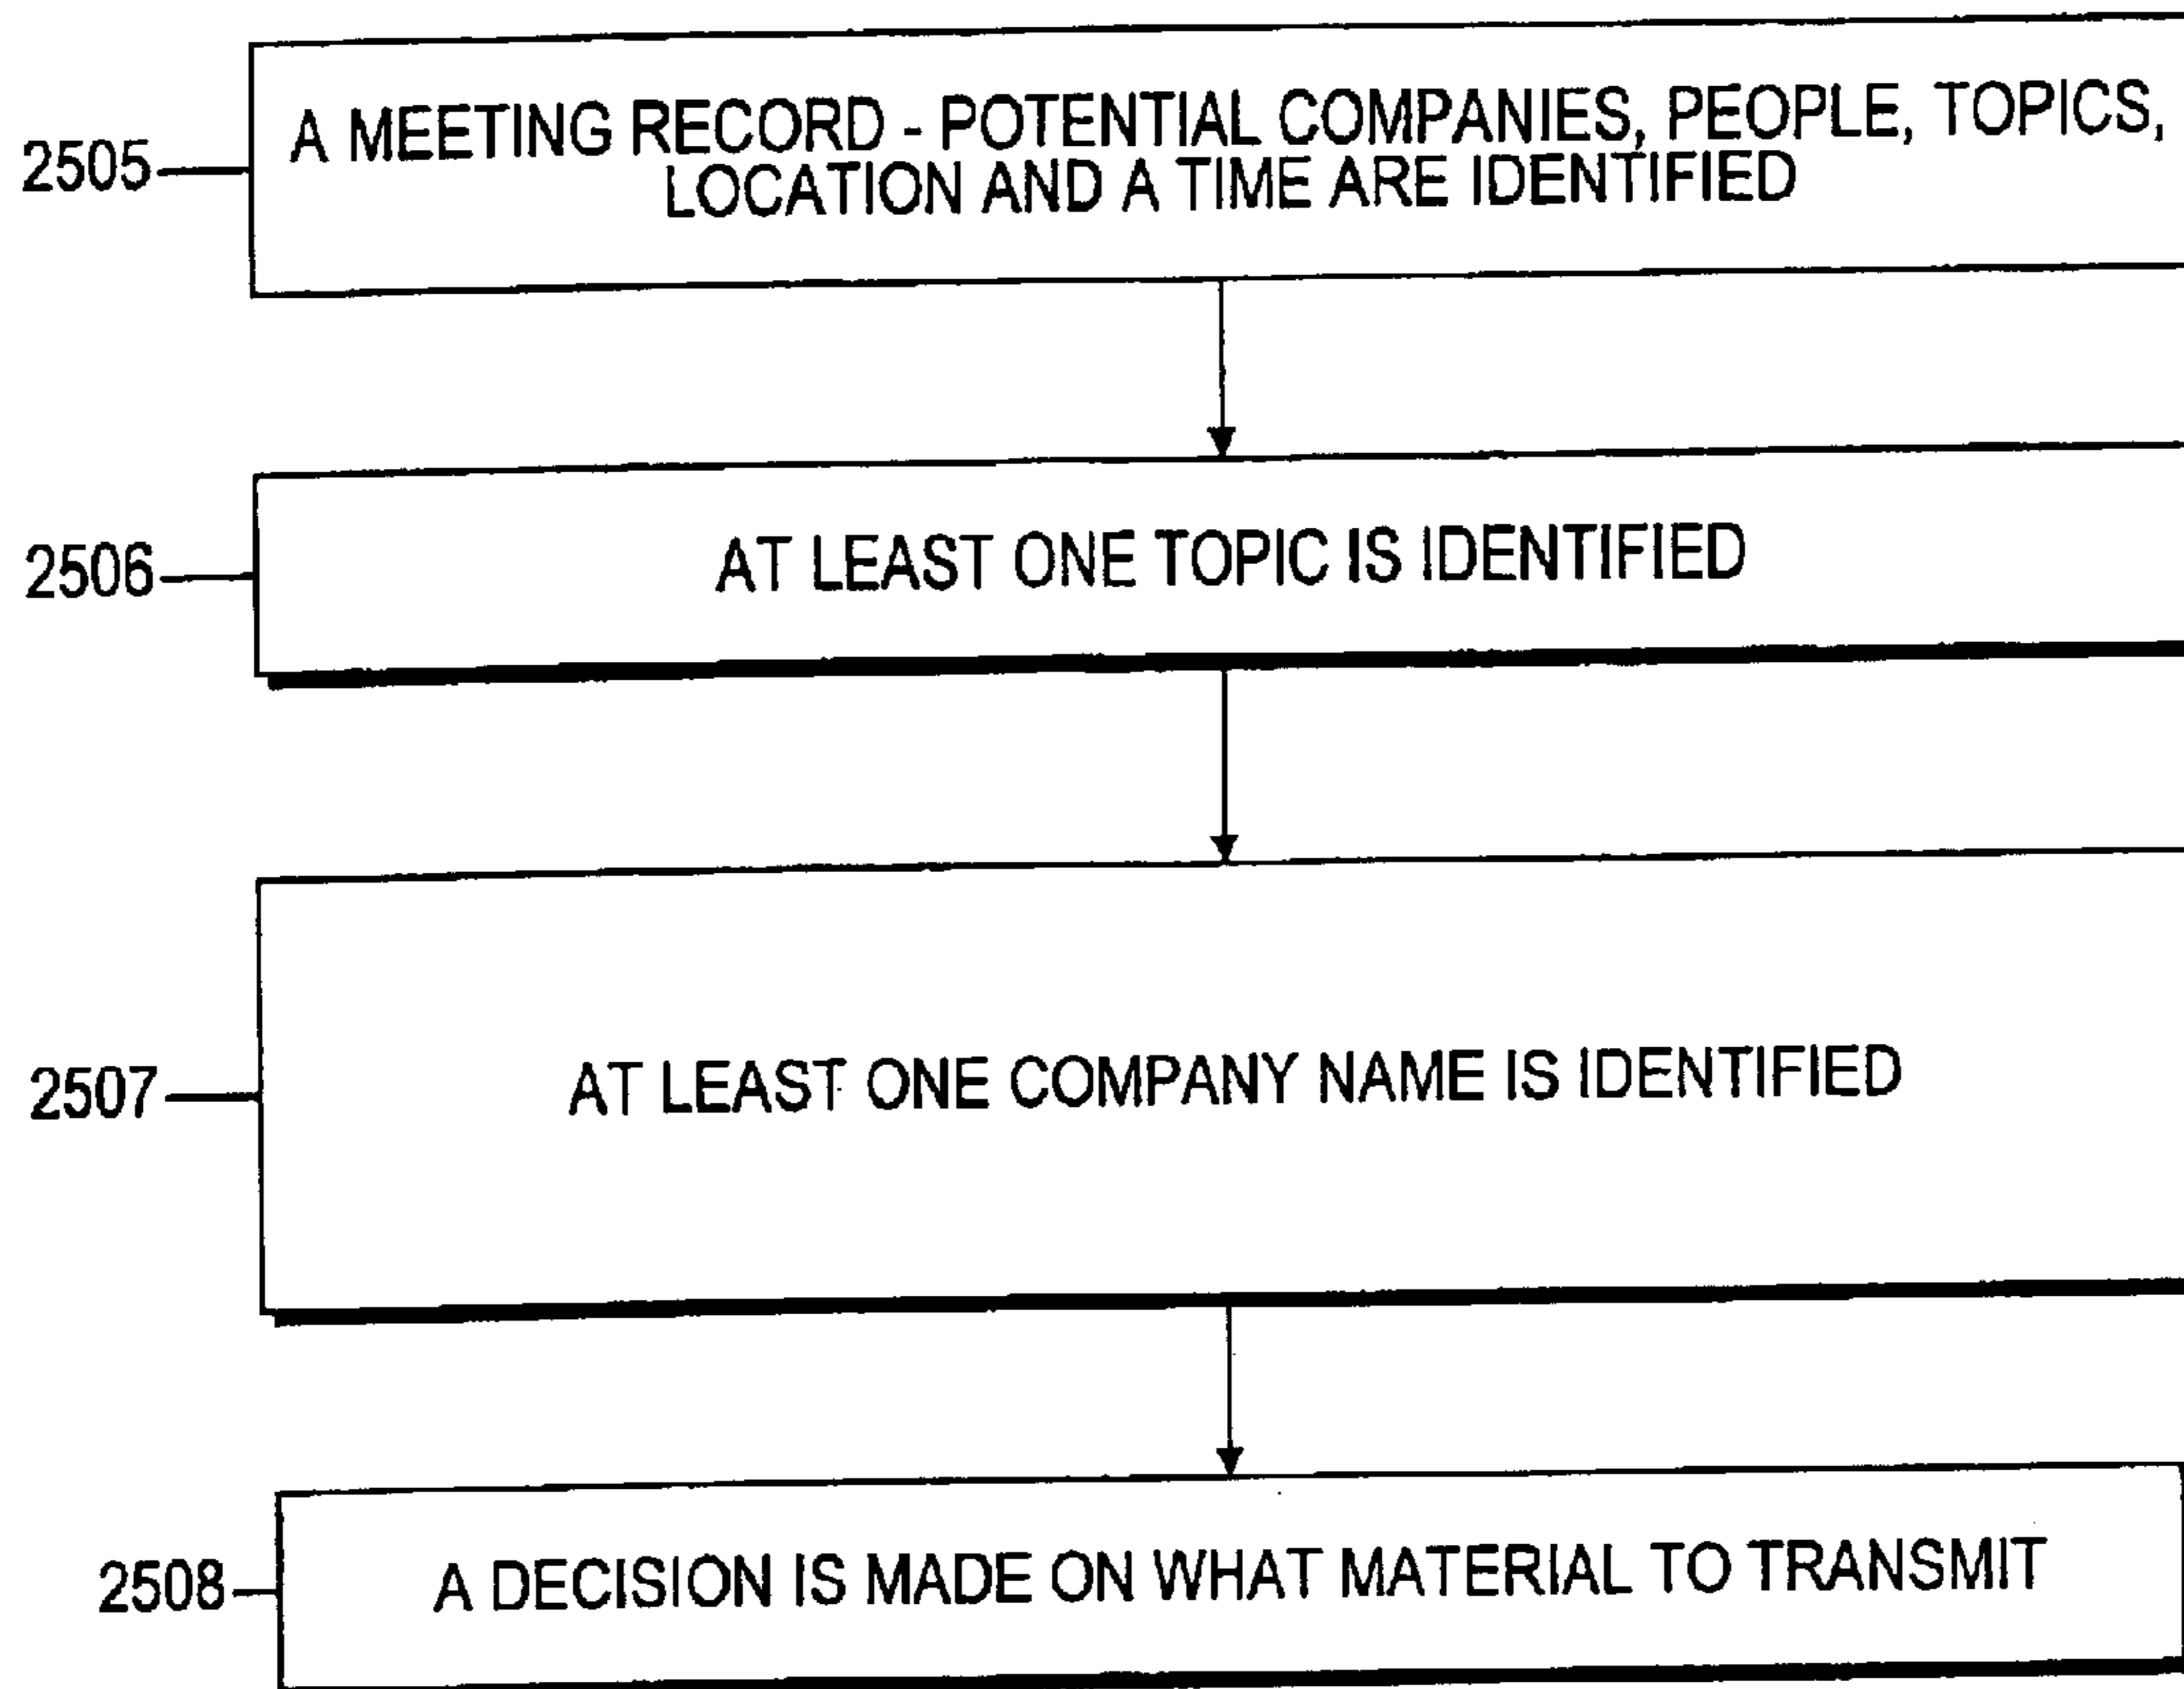 2505
A MEETING RECORD - POTENTIAL COMPANIES, PEOPLE, TOPICS,
LOCATION AND A TIME ARE IDENTIFIED
2506
AT LEAST ONE TOPIC IS IDENTIFIED
2507
AT LEAST ONE COMPANY NAME IS IDENTIFIED
2508
A DECISION IS MADE ON WHAT MATERIAL TO TRANSMIT